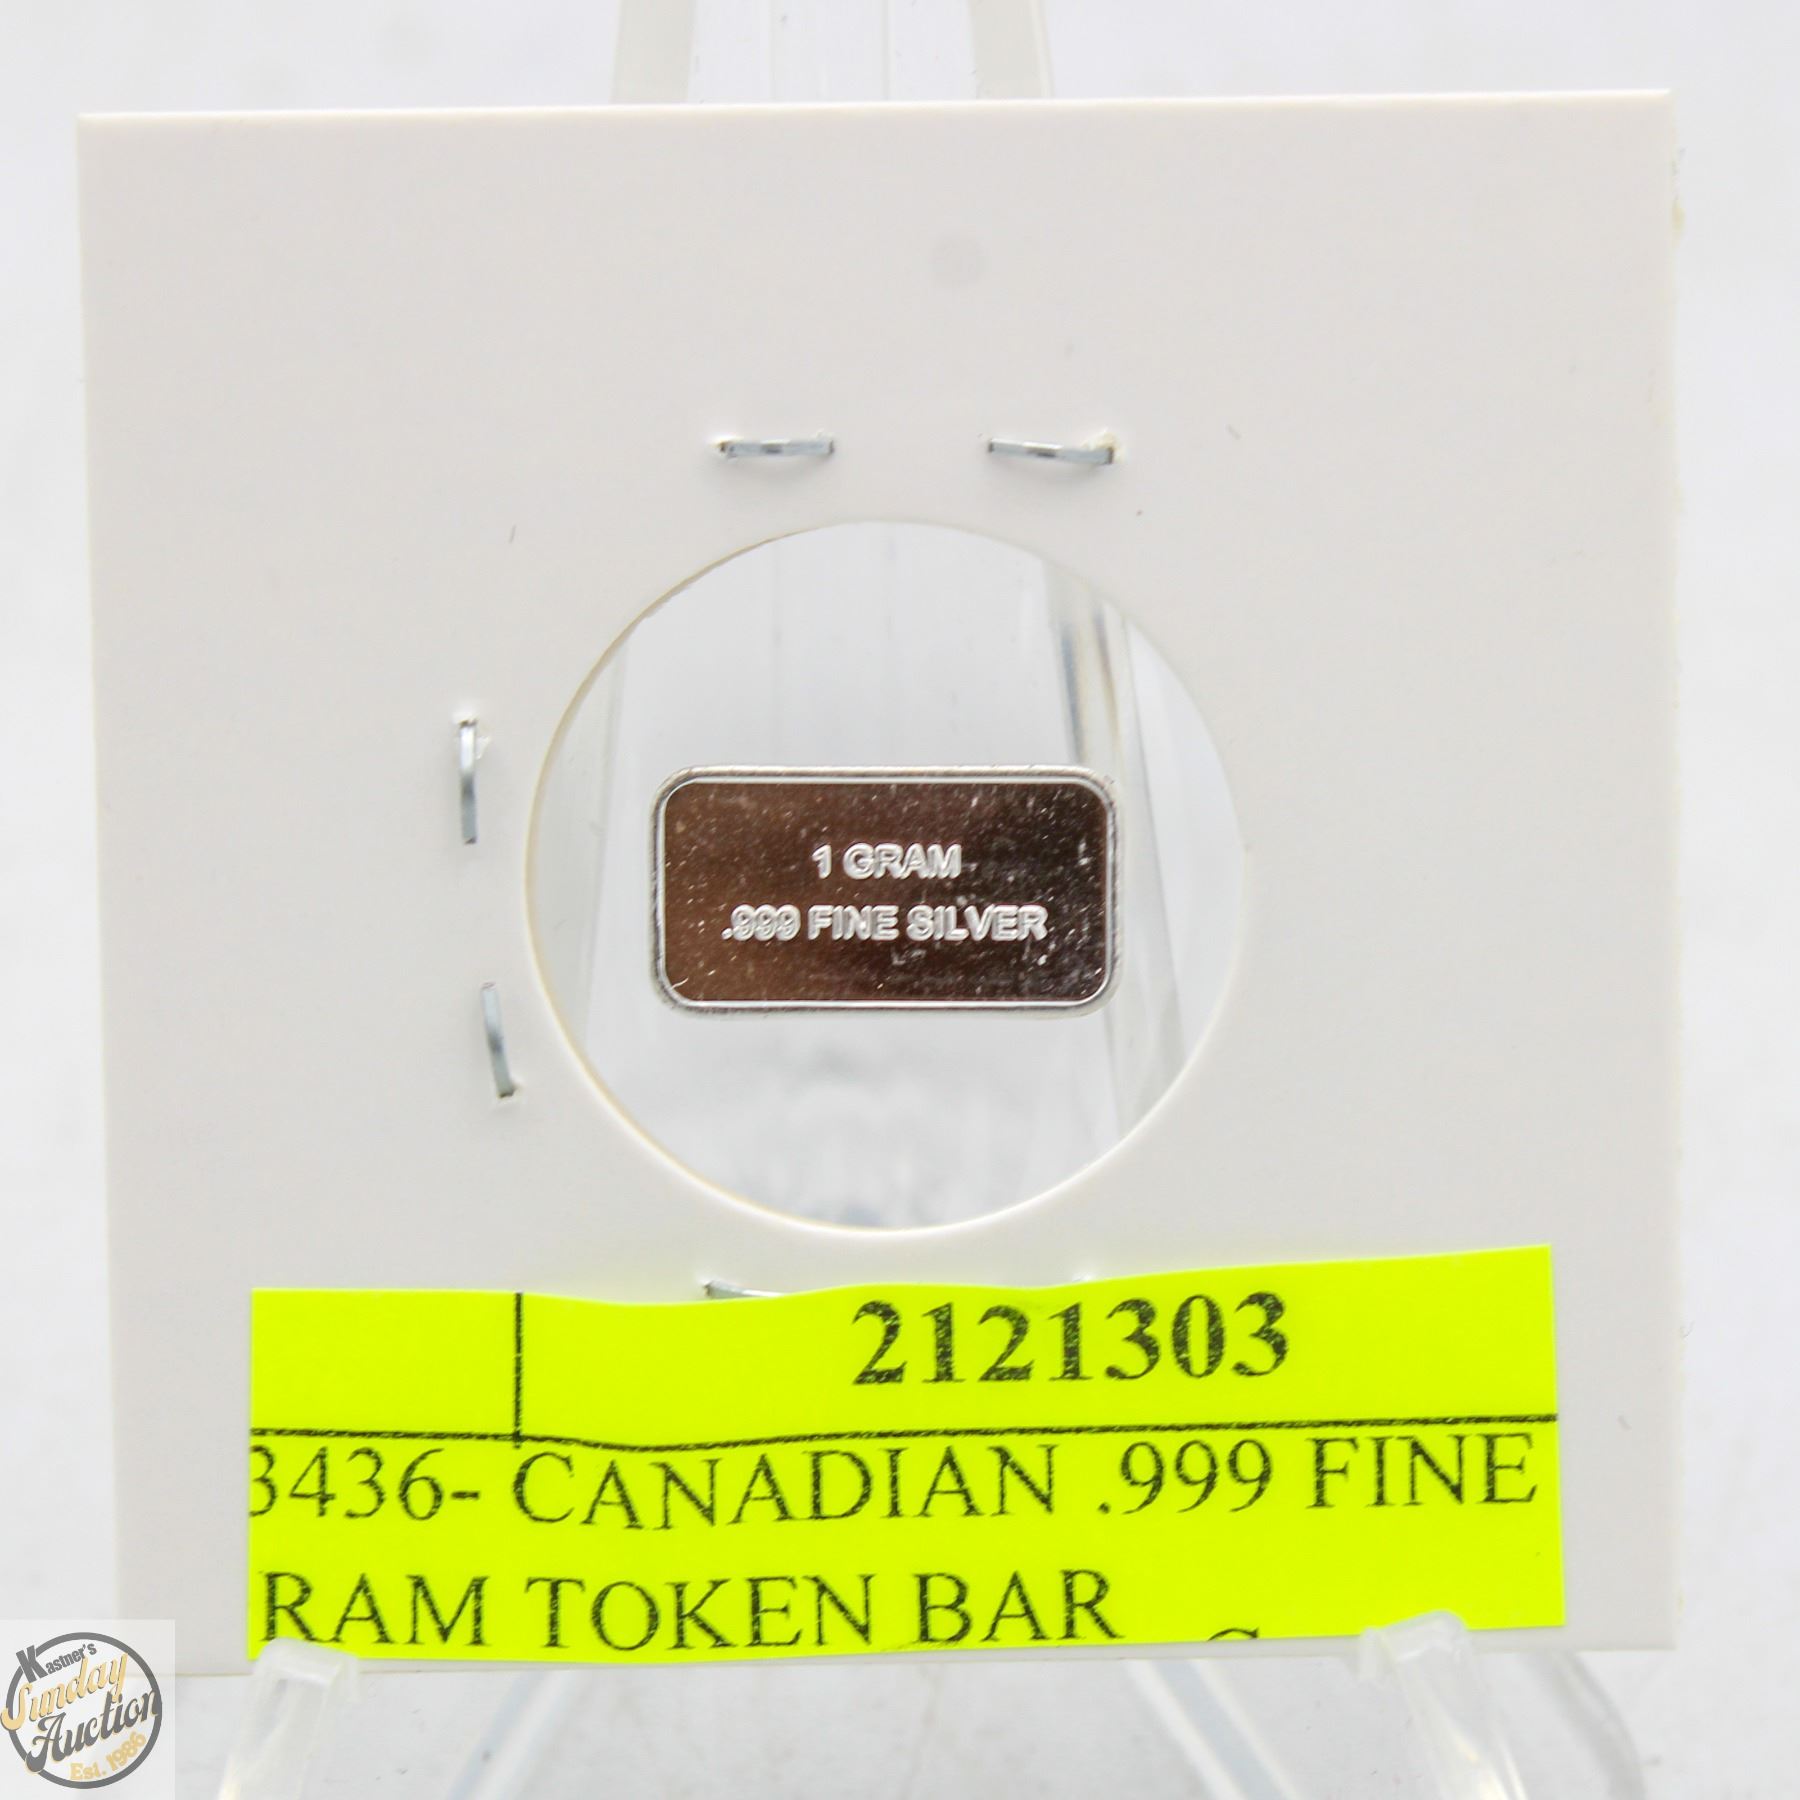 1 GRAM
.999 FINE SILVER
2121303
3436- CANADIAN .999 FINE
RAM TOKEN BAR
Kastner's
Sunday
Auction
Est. 1986